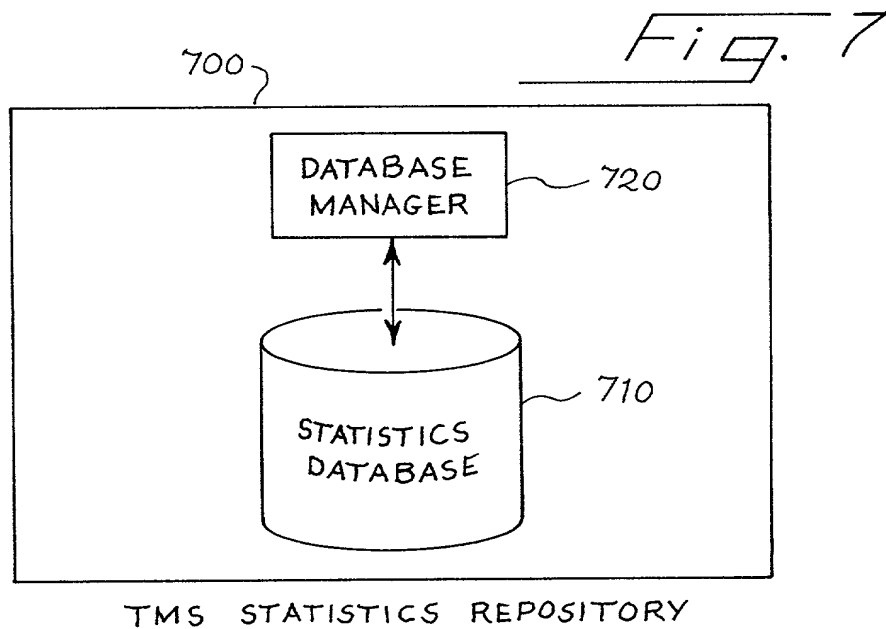 Fig. 7
700
DATABASE
MANAGER
720
710
STATISTICS
DATABASE
TMS STATISTICS REPOSITORY